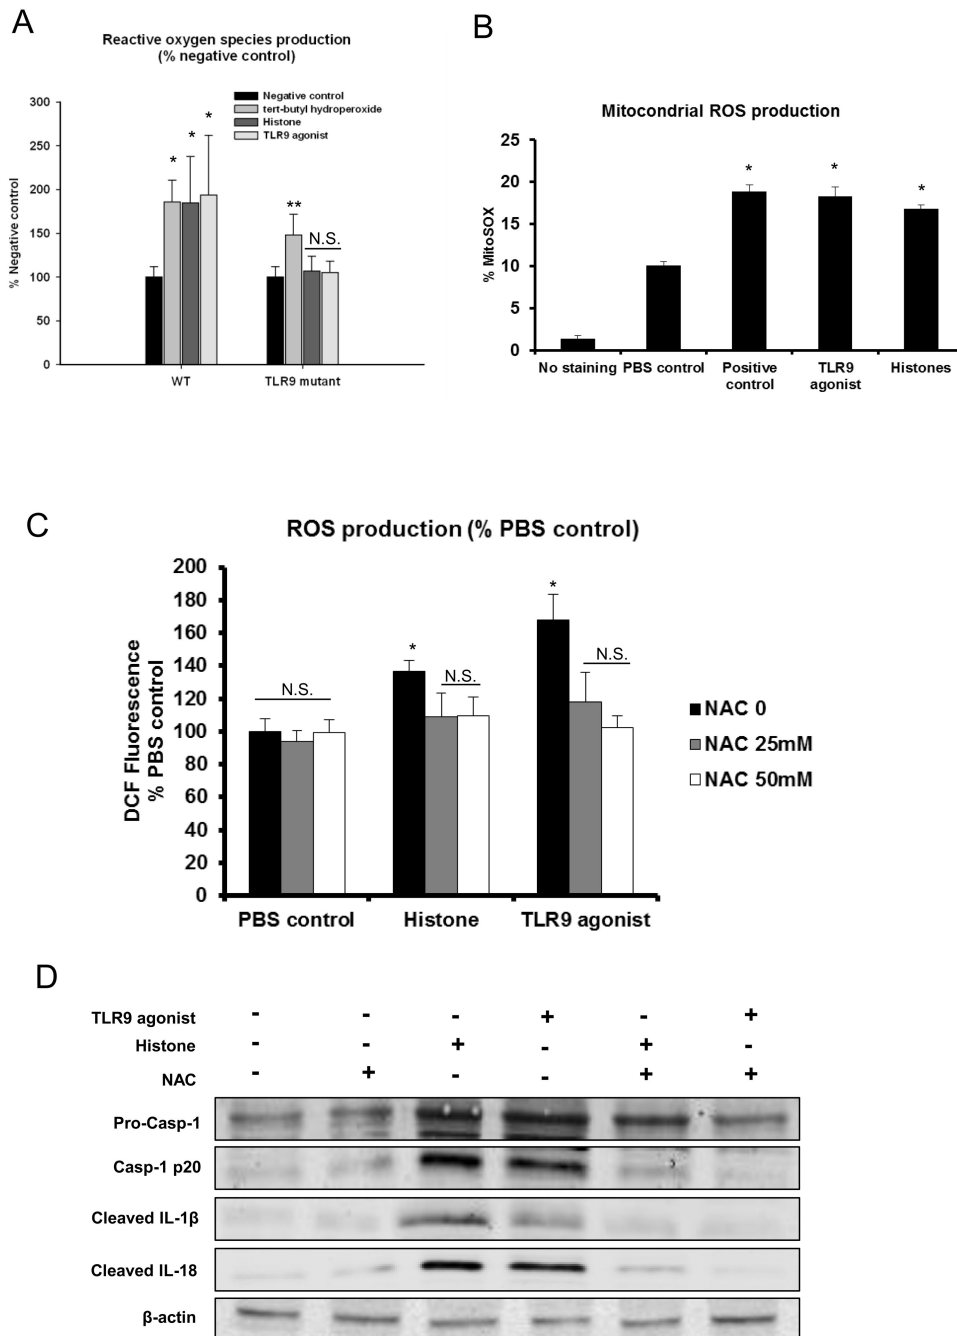 A
Reactive oxygen species production
(% negative control)
Negative control
tert-butyl hydroperoxide
Histone
TLR9 agonist
% Negative control
300
250
200
150
100
50
0
* * *
**
N.S.
WT
TLR9 mutant
B
Mitocondrial ROS production
% MitoSOX
25
20
15
10
5
0
* * *
No staining
PBS control
Positive
control
TLR9
agonist
Histones
C
ROS production (% PBS control)
DCF Fluorescence
% PBS control
200
180
160
140
120
100
80
60
40
20
0
N.S.
*
N.S.
*
N.S.
PBS control
Histone
TLR9 agonist
NAC 0
NAC 25mM
NAC 50mM
D
TLR9 agonist - - - + - +
Histone - - + - + -
NAC - + - - + +
Pro-Casp-1
Casp-1 p20
Cleaved IL-1β
Cleaved IL-18
β-actin